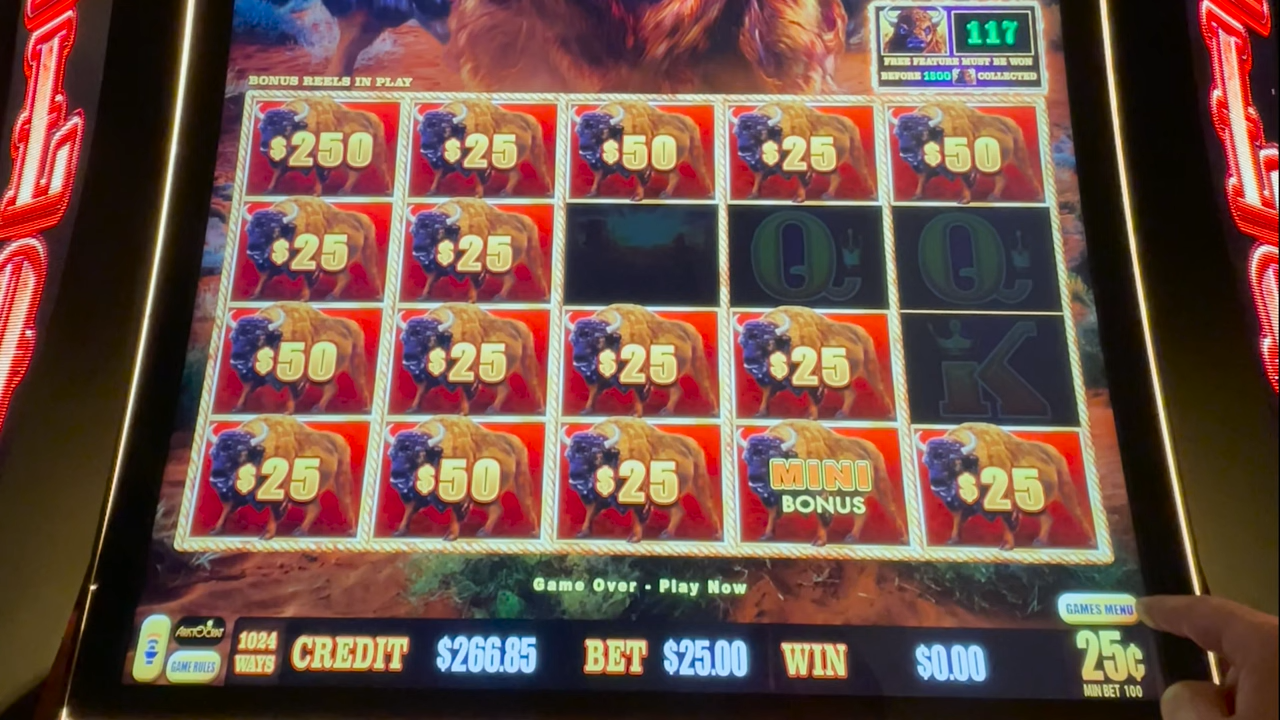 117
FREE FEATURE MUST BE WON
BEFORE 1800 COLLECTED
BONUS REELS IN PLAY
$250 $25 $50 $25 $50
$25 $25 Q Q
$50 $25 $25 $25 K
$25 $50 $25 MINI BONUS $25
Game Over - Play Now
GAMES MENU
ARISTOCRAT
GAME RULES
1024 WAYS
CREDIT $266.85 BET $25.00 WIN $0.00
25¢
MIN BET 100